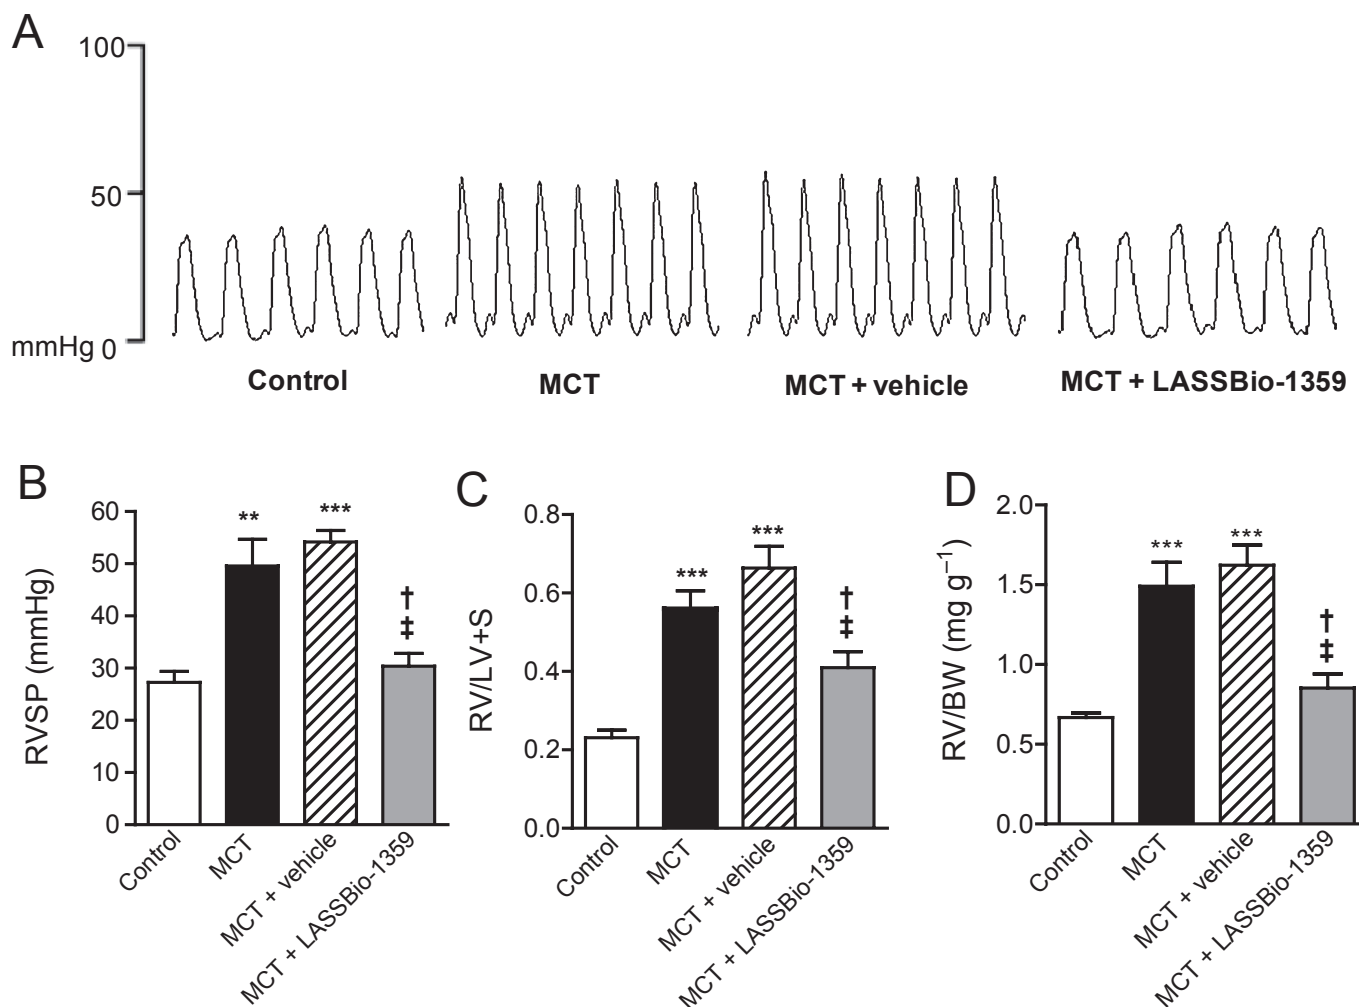 A
100
50
mmHg 0
Control
MCT
MCT + vehicle
MCT + LASSBio-1359
B
RVSP (mmHg)
60
50
40
30
20
10
0
**
***
†
‡
Control
MCT
MCT + vehicle
MCT + LASSBio-1359
C
RV/LV+S
0.8
0.6
0.4
0.2
0.0
***
***
†
‡
Control
MCT
MCT + vehicle
MCT + LASSBio-1359
D
RV/BW (mg g⁻¹)
2.0
1.5
1.0
0.5
0.0
***
***
†
‡
Control
MCT
MCT + vehicle
MCT + LASSBio-1359